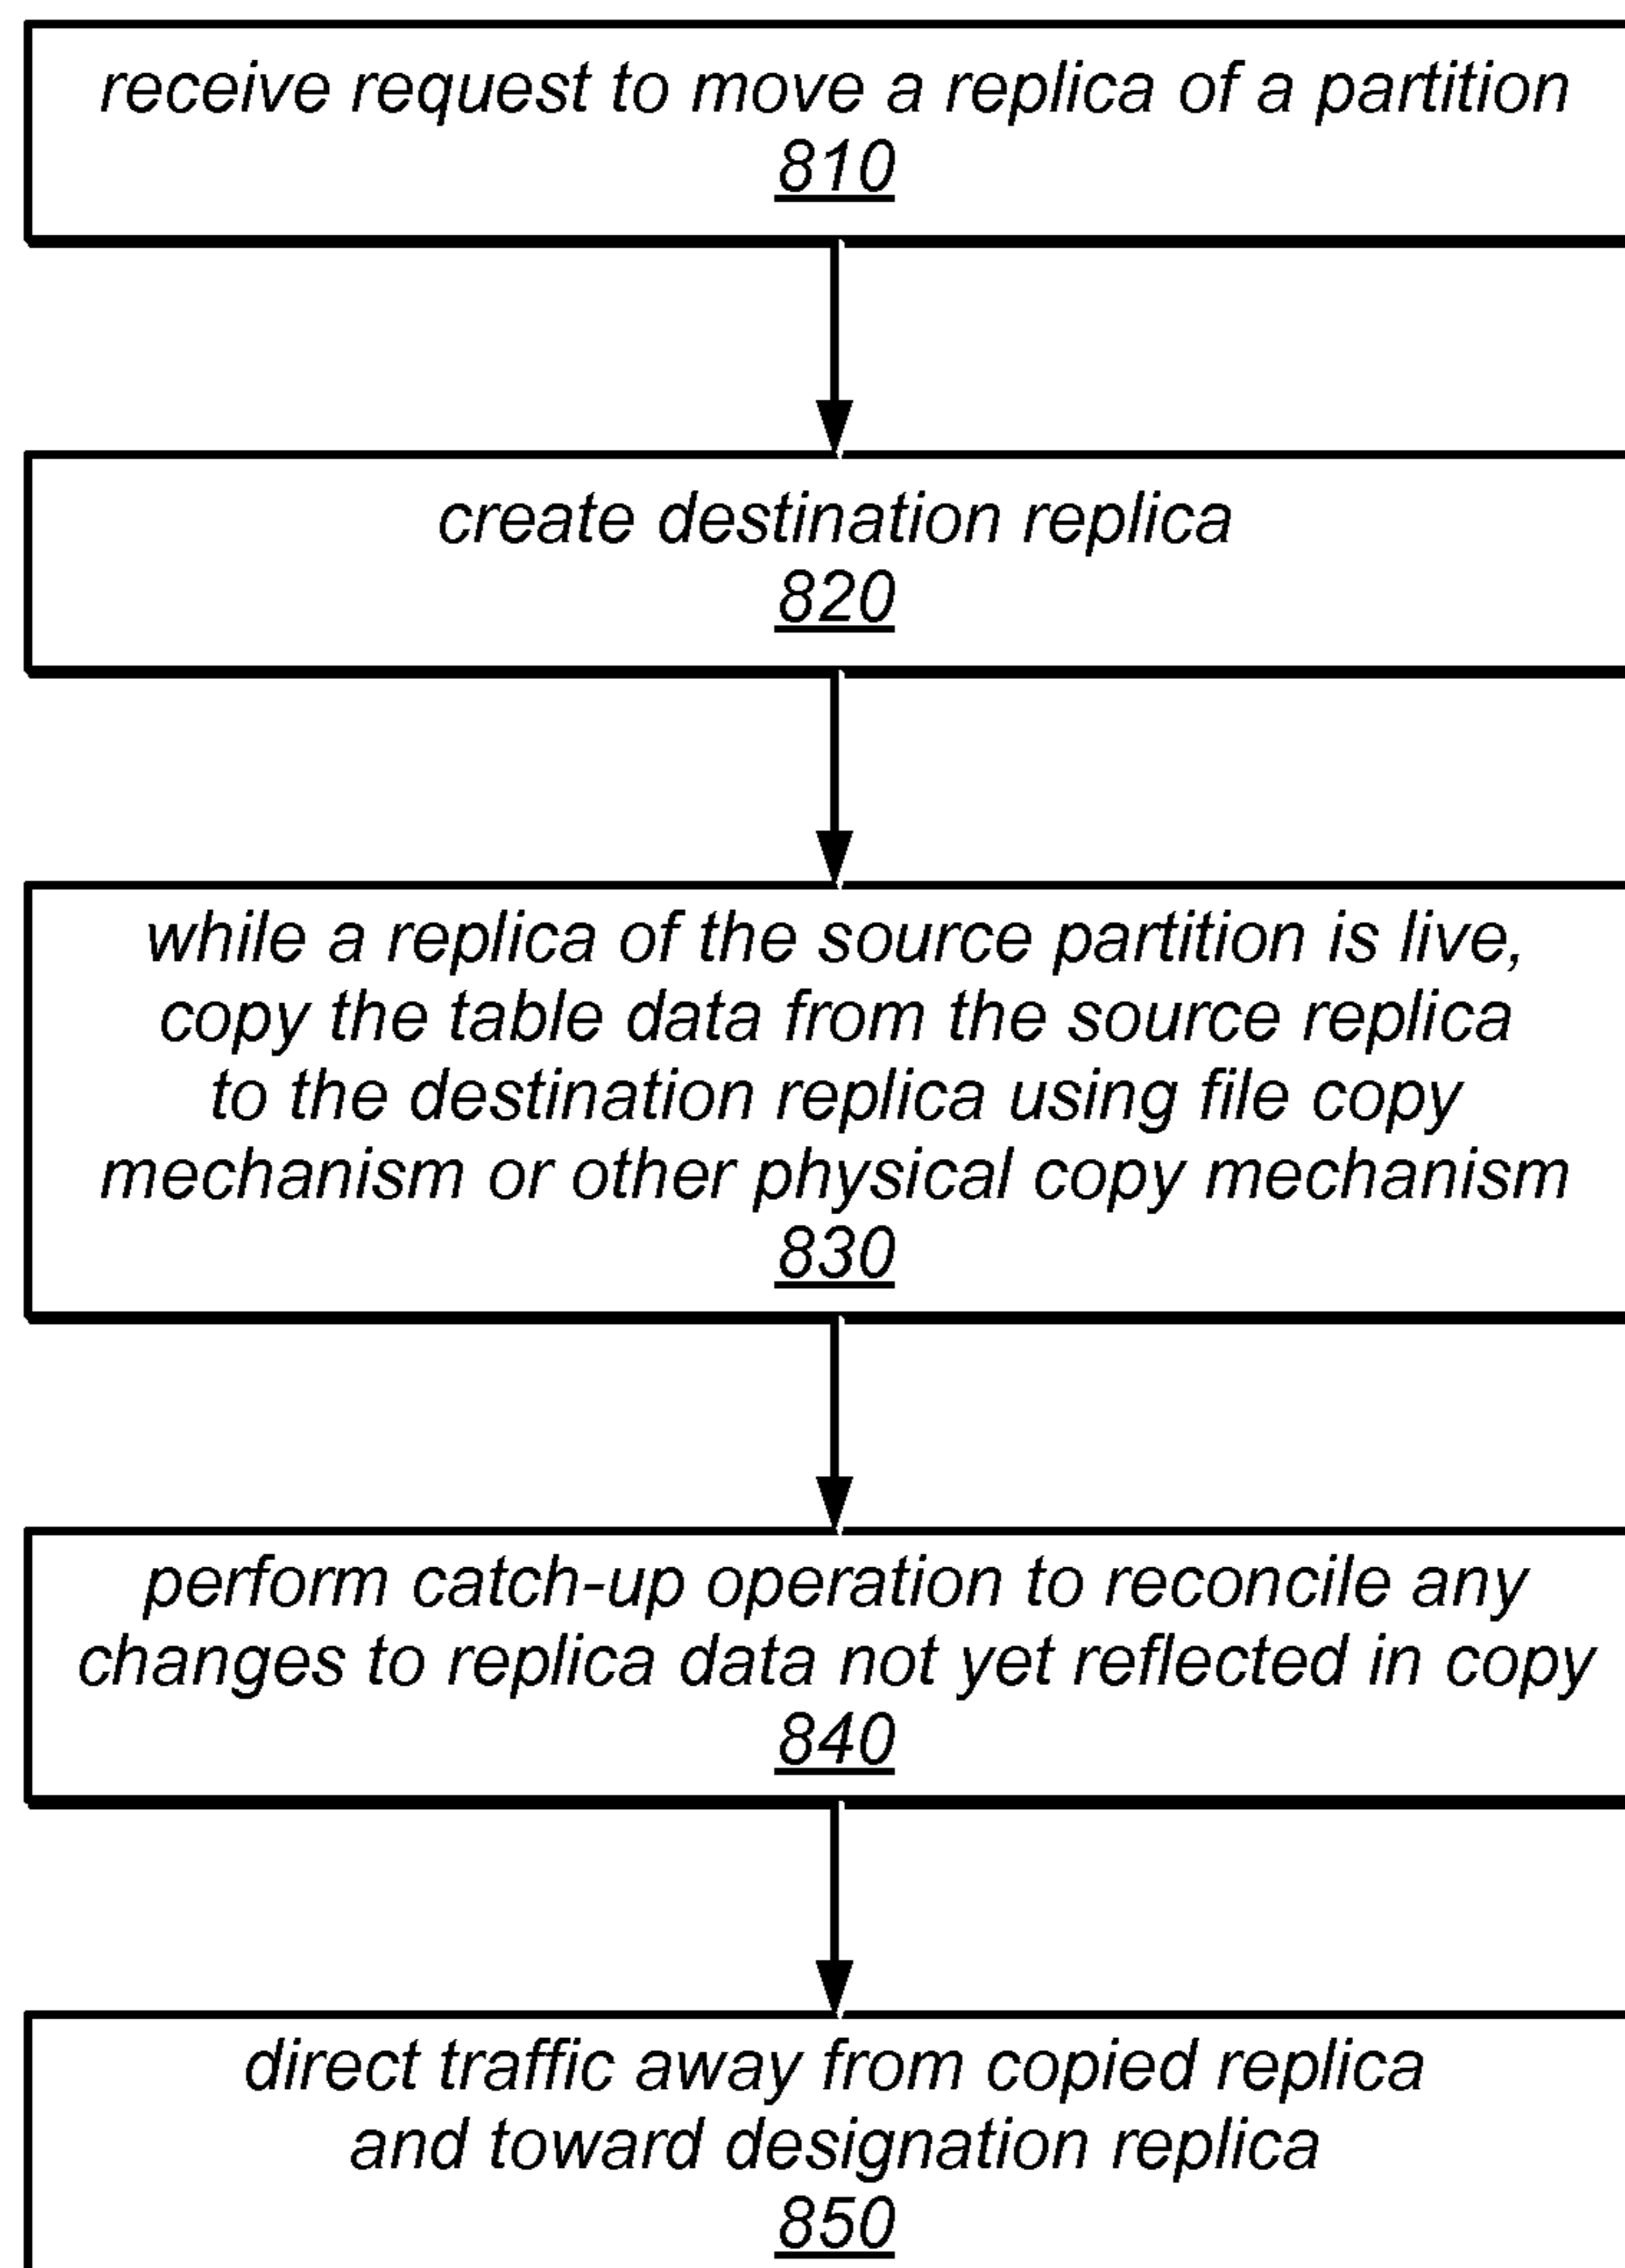 receive request to move a replica of a partition
810
create destination replica
820
while a replica of the source partition is live,
copy the table data from the source replica
to the destination replica using file copy
mechanism or other physical copy mechanism
830
perform catch-up operation to reconcile any
changes to replica data not yet reflected in copy
840
direct traffic away from copied replica
and toward designation replica
850